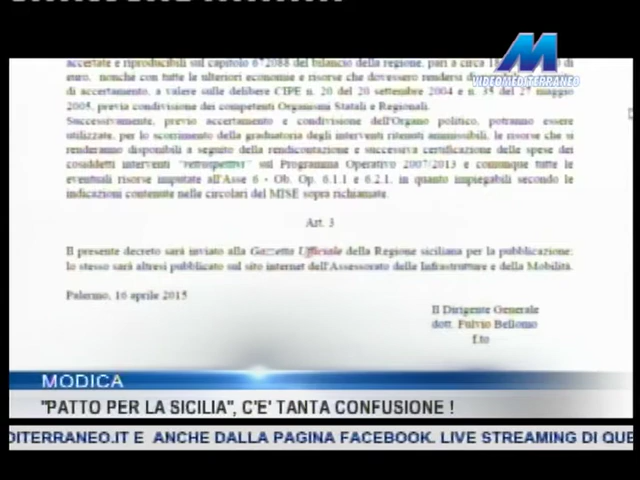 VIDEOMEDITERRANEO
accertate e riproducibili sul capitolo 672088 del bilancio della regione, pari a circa di
euro, nonché con tutte le ulteriori economie e risorse che dovessero rendersi
di accertamento, a valere sulle delibere CIPE n. 20 del 20 settembre 2004 e n. 35 del 27 maggio
2005, previa condivisione dei competenti Organismi Statali e Regionali.
Successivamente, previo accertamento e condivisione dell'Organo politico, potranno essere
utilizzate, per lo scorrimento della graduatoria degli interventi ritenuti ammissibili, le risorse che si
renderanno disponibili a seguito della rendicontazione e successiva certificazione delle spese dei
cosiddetti interventi "retrospettivi" sul Programma Operativo 2007/2013 e comunque tutte le
eventuali risorse imputate all'Asse 6 - Ob. Op. 6.1.1 e 6.2.1. in quanto impiegabili secondo le
indicazioni contenute nelle circolari del MISE sopra richiamate.
Art. 3
Il presente decreto sarà inviato alla Gazzetta Ufficiale della Regione siciliana per la pubblicazione;
lo stesso sarà altresì pubblicato sul sito internet dell'Assessorato delle Infrastrutture e della Mobilità.
Palermo, 16 aprile 2015
Il Dirigente Generale
dott. Fulvio Bellomo
f.to
MODICA
"PATTO PER LA SICILIA", C'E' TANTA CONFUSIONE !
DITERRANEO.IT E ANCHE DALLA PAGINA FACEBOOK. LIVE STREAMING DI QUE